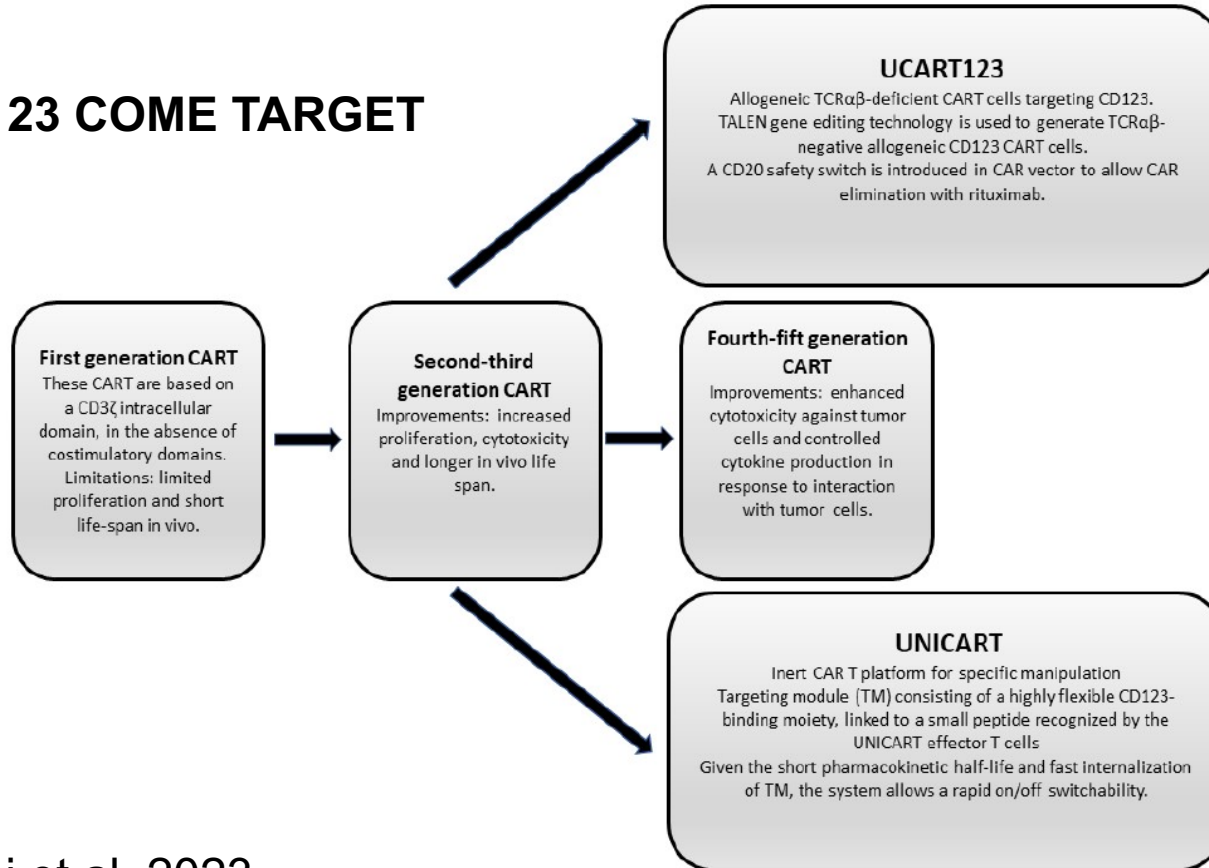 23 COME TARGET
UCART123
Allogeneic TCRαβ-deficient CART cells targeting CD123.
TALEN gene editing technology is used to generate TCRαβ-
negative allogeneic CD123 CART cells.
A CD20 safety switch is introduced in CAR vector to allow CAR
elimination with rituximab.
First generation CART
These CART are based on
a CD3ζ intracellular
domain, in the absence of
costimulatory domains.
Limitations: limited
proliferation and short
life-span in vivo.
Second-third
generation CART
Improvements: increased
proliferation, cytotoxicity
and longer in vivo life
span.
Fourth-fift generation
CART
Improvements: enhanced
cytotoxicity against tumor
cells and controlled
cytokine production in
response to interaction
with tumor cells.
UNICART
Inert CAR T platform for specific manipulation
Targeting module (TM) consisting of a highly flexible CD123-
binding moiety, linked to a small peptide recognized by the
UNICART effector T cells
Given the short pharmacokinetic half-life and fast internalization
of TM, the system allows a rapid on/off switchability.
i et al. 2023